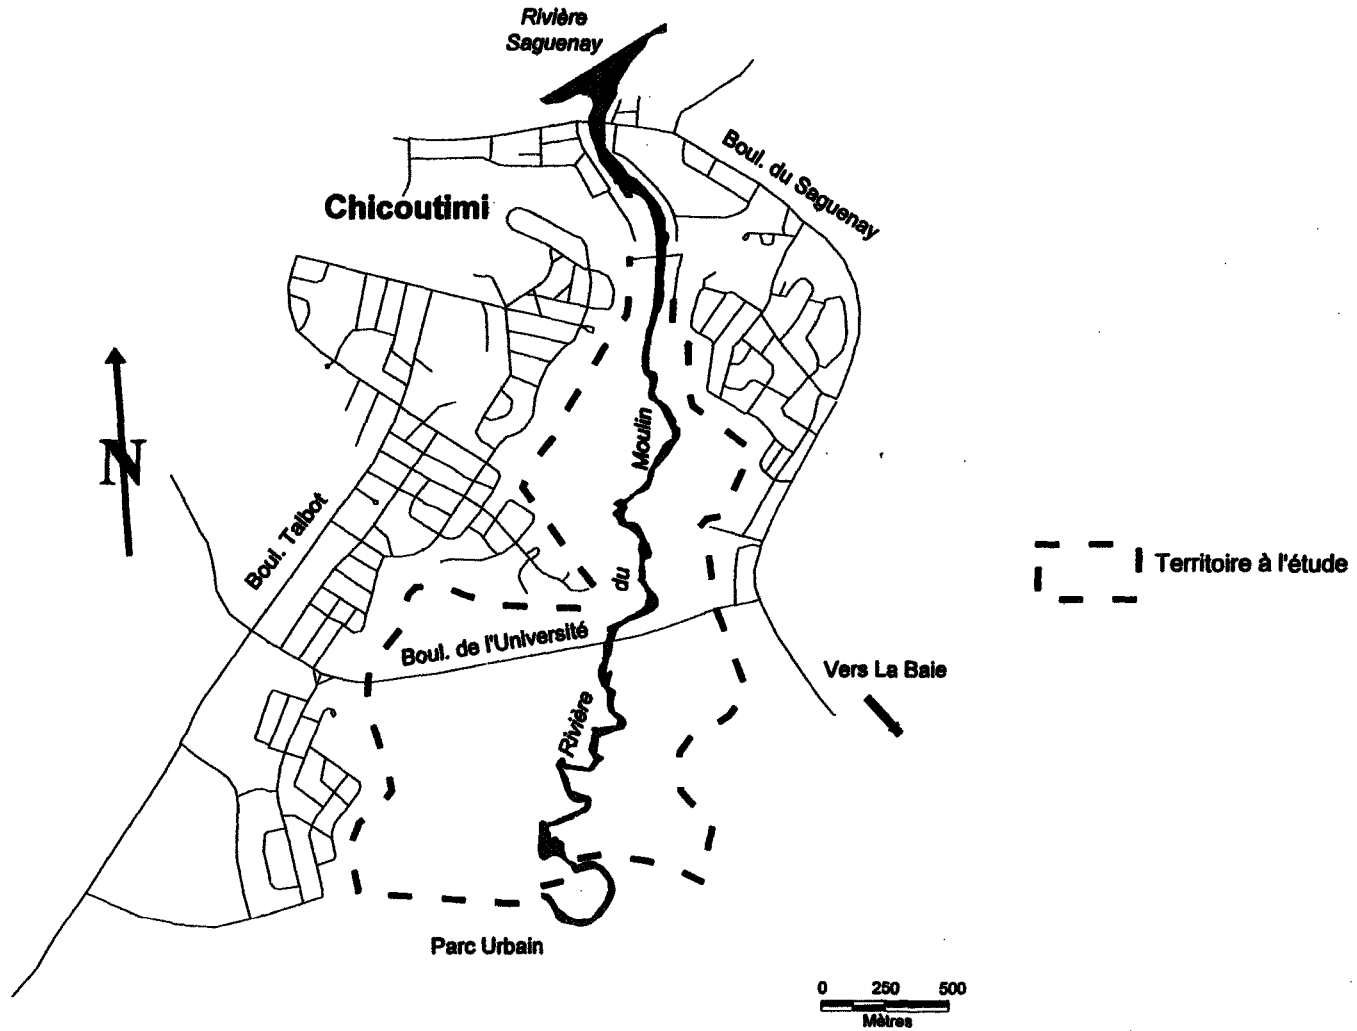 Rivière
Saguenay
Boul. du Saguenay
Chicoutimi
N
Moulin
Boul. Talbot
du
Territoire à l'étude
Boul. de l'Université
Vers La Baie
Rivière
Parc Urbain
0 250 500
Mètres